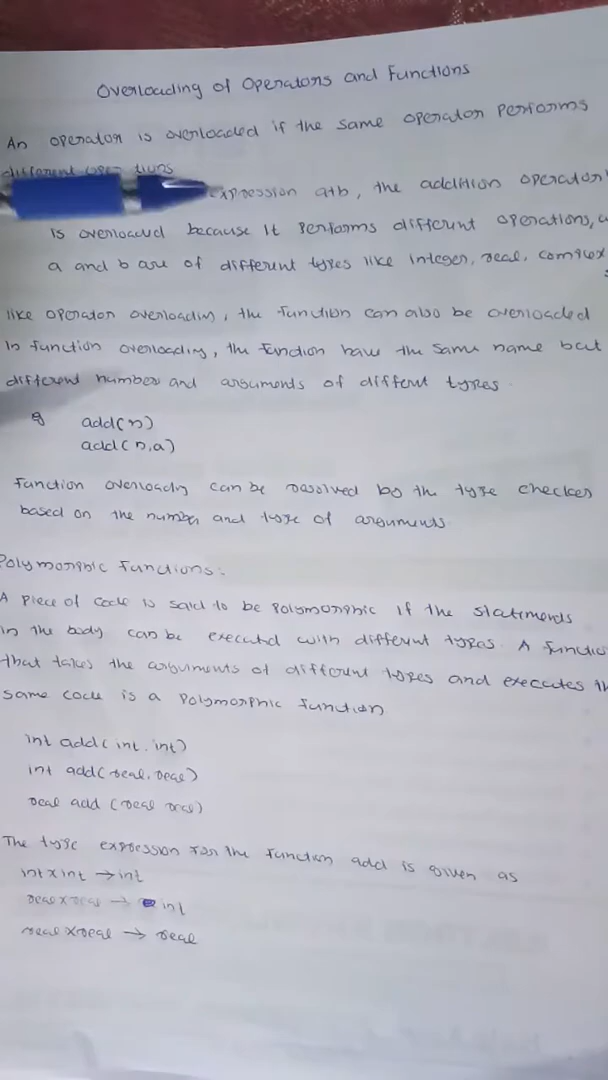 Overloading of Operators and Functions
An operator is overloaded if the same operator performs
different
expression a+b, the addition operator
is overloaded because it performs different operations,
a and b are of different types like integer, real, complex
like operator overloading, the function can also be overloaded
In function overloading, the function have the same name but
different number and arguments of different types.
add(n)
add(n,a)
Function overloading can be resolved by the type checker
based on the number and type of arguments.
Polymorphic Functions:
A piece of code is said to be polymorphic if the statements
in the body can be executed with different types. A function
that takes the arguments of different types and executes the
same code is a polymorphic function
int add(int, int)
int add(real, real)
real add (real real)
The type expression for the function add is given as
int x int → int
real x real → int
real x real → real